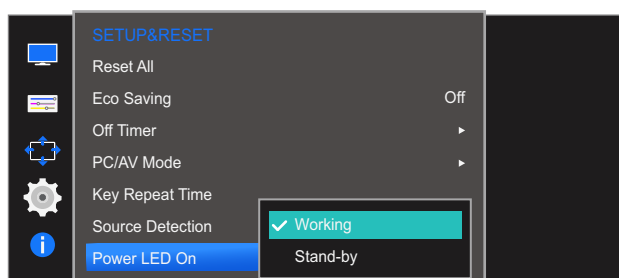 SETUP&RESET
Reset All
Eco Saving Off
Off Timer
PC/AV Mode
Key Repeat Time
Source Detection
Working
Power LED On
Stand-by